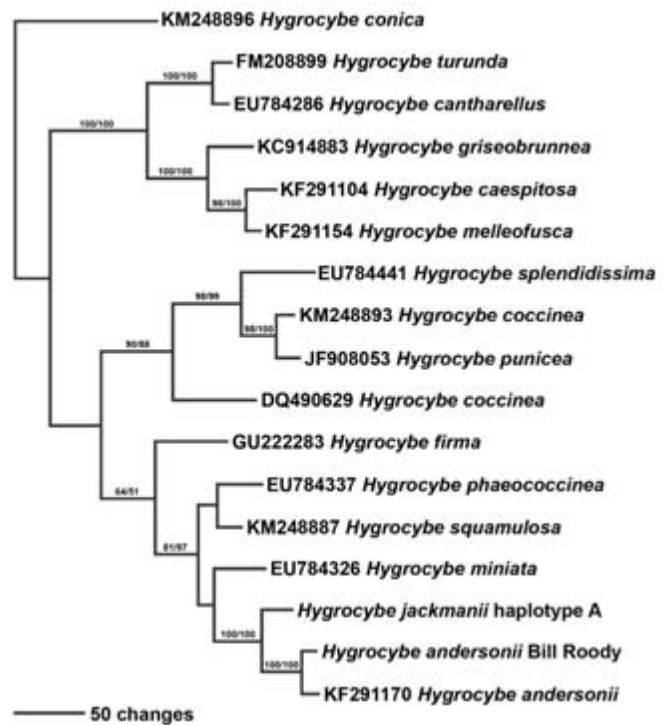 KM248896 Hygrocybe conica
FM208899 Hygrocybe turunda
100/100
EU784286 Hygrocybe cantharellus
100/100
KC914883 Hygrocybe griseobrunnea
100/100
KF291104 Hygrocybe caespitosa
98/100
KF291154 Hygrocybe melleofusca
EU784441 Hygrocybe splendidissima
98/99
KM248893 Hygrocybe coccinea
98/100
JF908053 Hygrocybe punicea
90/88
DQ490629 Hygrocybe coccinea
GU222283 Hygrocybe firma
64/51
EU784337 Hygrocybe phaeococcinea
KM248887 Hygrocybe squamulosa
81/97
EU784326 Hygrocybe miniata
Hygrocybe jackmanii haplotype A
100/100
Hygrocybe andersonii Bill Roody
100/100
KF291170 Hygrocybe andersonii
50 changes